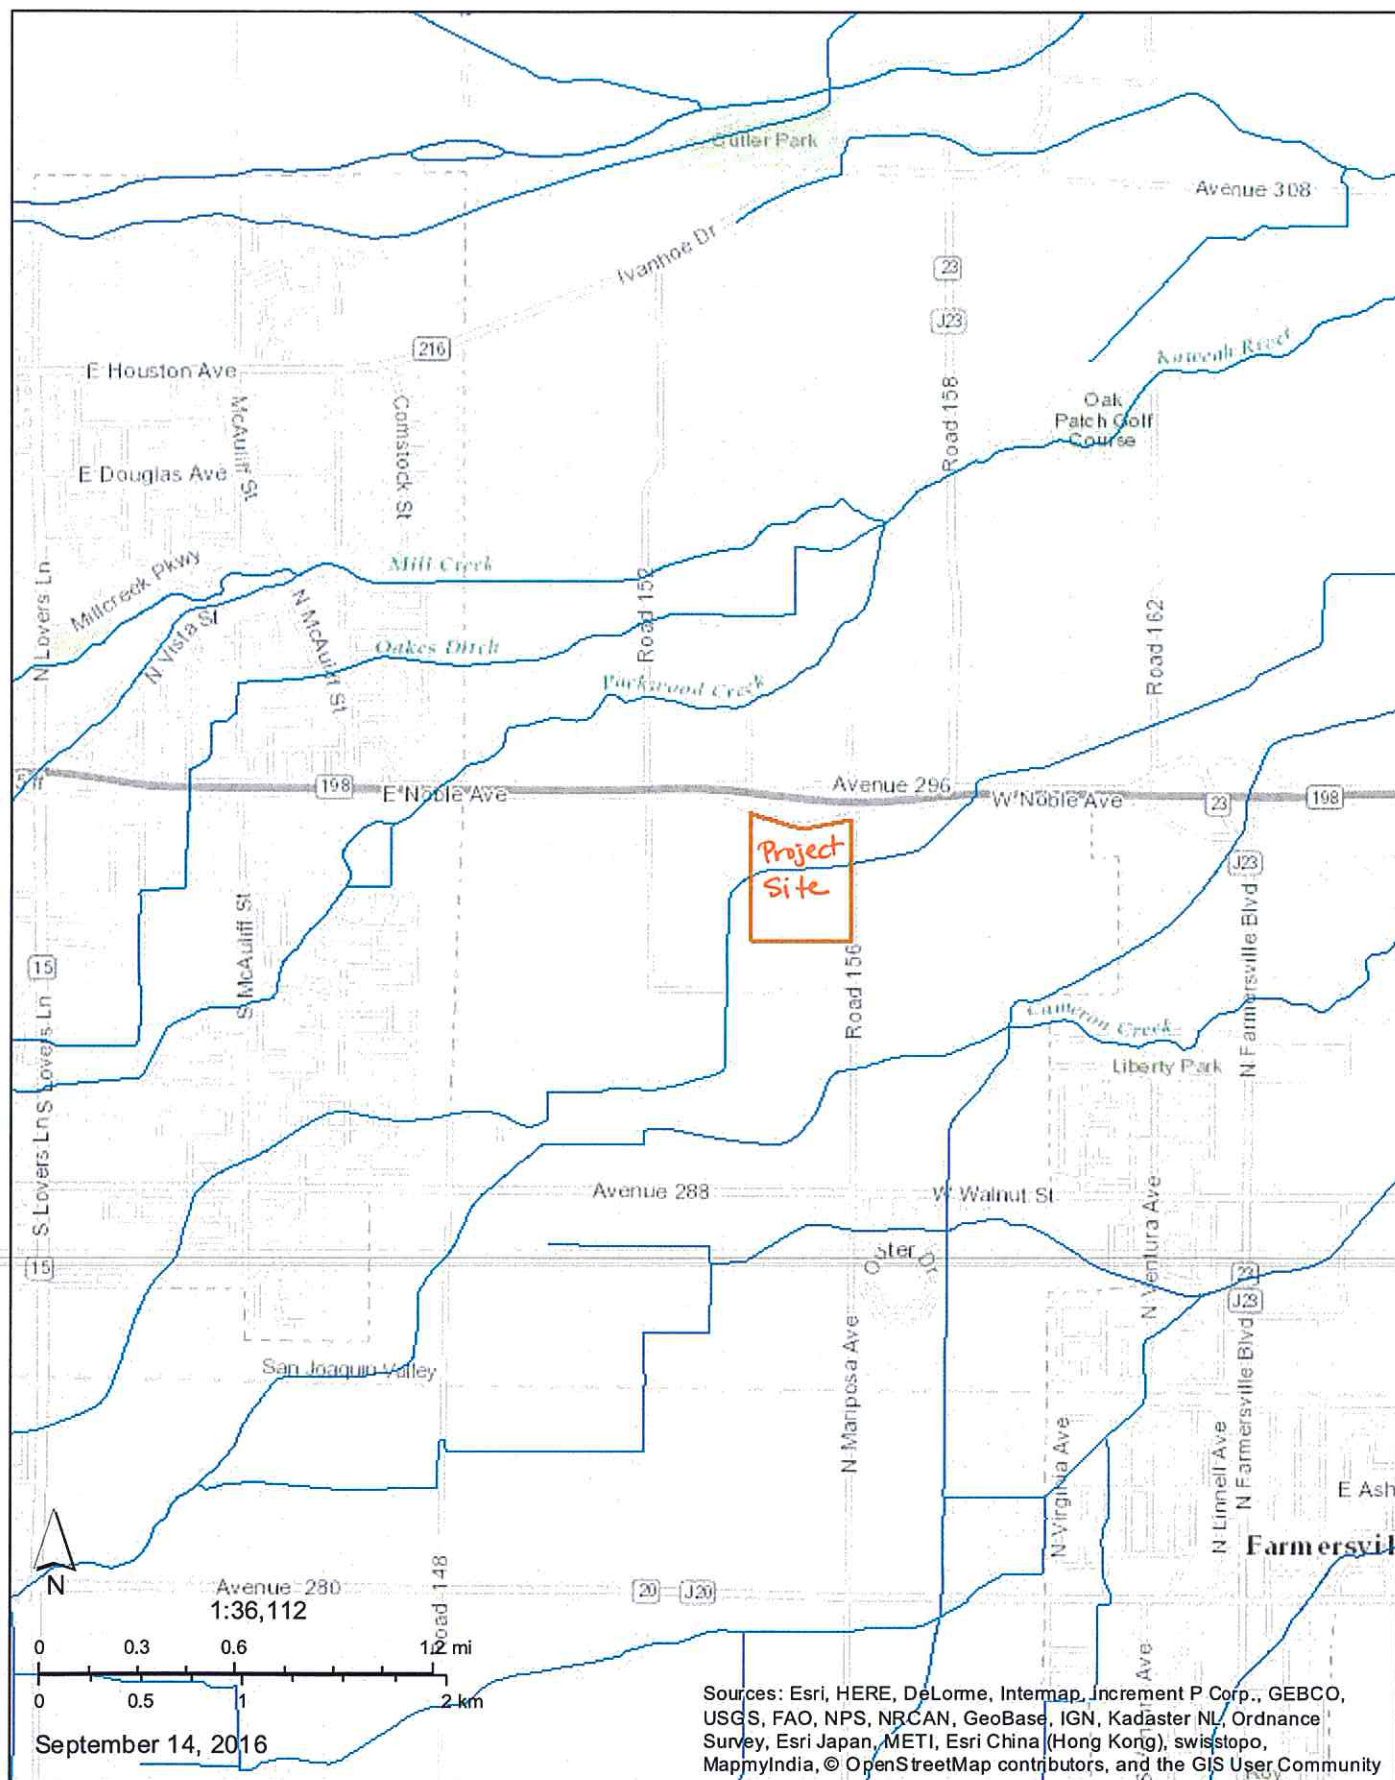 Cutler Park
Avenue 308
Ivanhoe Dr
23
J23
216
Kaweah River
E Houston Ave
Oak
Patch Golf
Course
McAuliff St
Comstock St
Road 158
E Douglas Ave
Mill Creek
Millcreek Pkwy
N Lovers Ln
N Vista St
N McAuliff St
Road 152
Oakes Ditch
Road 162
Packwood Creek
198
E Noble Ave
Avenue 296
W Noble Ave
23
198
Project
Site
J23
S McAuliff St
15
Road 156
N Farmersville Blvd
Cameron Creek
Liberty Park
S Lovers Ln
S Lovers Ln
Avenue 288
W Walnut St
N Ventura Ave
15
23
J23
San Joaquin Valley
N Mariposa Ave
N Virginia Ave
N Linnell Ave
N Farmersville Blvd
E Ash
Farmersvil
N
Avenue 280
1:36,112
20
J20
0 0.3 0.6 1.2 mi
0 0.5 1 2 km
September 14, 2016
Sources: Esri, HERE, DeLorme, Intermap, Increment P Corp., GEBCO,
USGS, FAO, NPS, NRCAN, GeoBase, IGN, Kadaster NL, Ordnance
Survey, Esri Japan, METI, Esri China (Hong Kong), swisstopo,
MapmyIndia, © OpenStreetMap contributors, and the GIS User Community